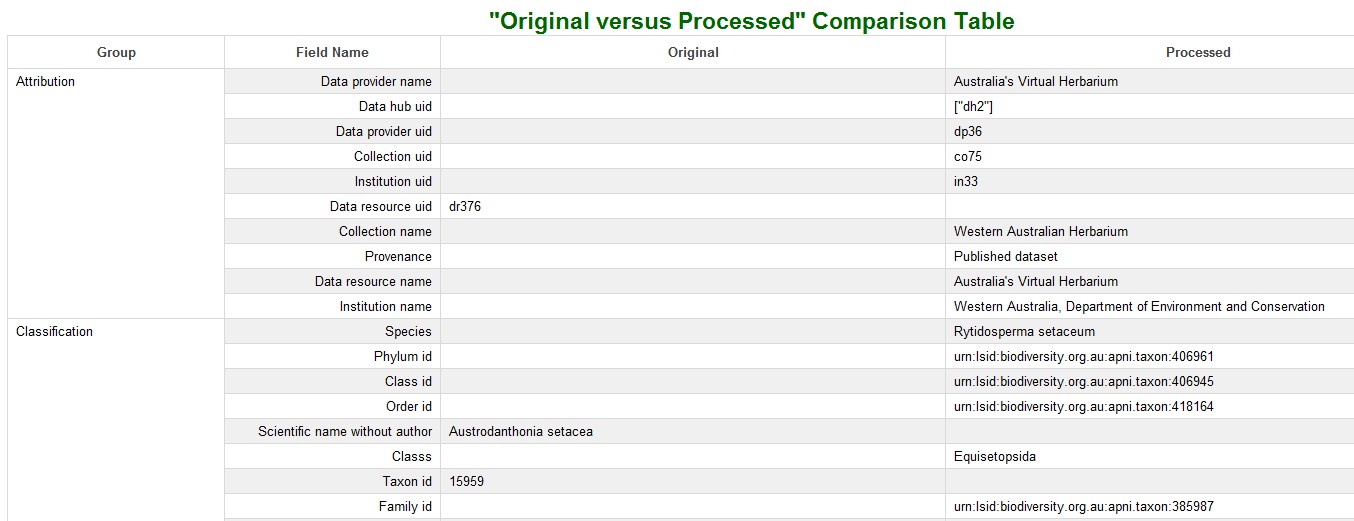 "Original versus Processed" Comparison Table
Group Field Name Original Processed
Attribution Data provider name Australia's Virtual Herbarium
Data hub uid ["dh2"]
Data provider uid dp36
Collection uid co75
Institution uid in33
Data resource uid dr376
Collection name Western Australian Herbarium
Provenance Published dataset
Data resource name Australia's Virtual Herbarium
Institution name Western Australia, Department of Environment and Conservation
Classification Species Rytidosperma setaceum
Phylum id urn:lsid:biodiversity.org.au:apni.taxon:406961
Class id urn:lsid:biodiversity.org.au:apni.taxon:406945
Order id urn:lsid:biodiversity.org.au:apni.taxon:418164
Scientific name without author Austrodanthonia setacea
Classs Equisetopsida
Taxon id 15959
Family id urn:lsid:biodiversity.org.au:apni.taxon:385987